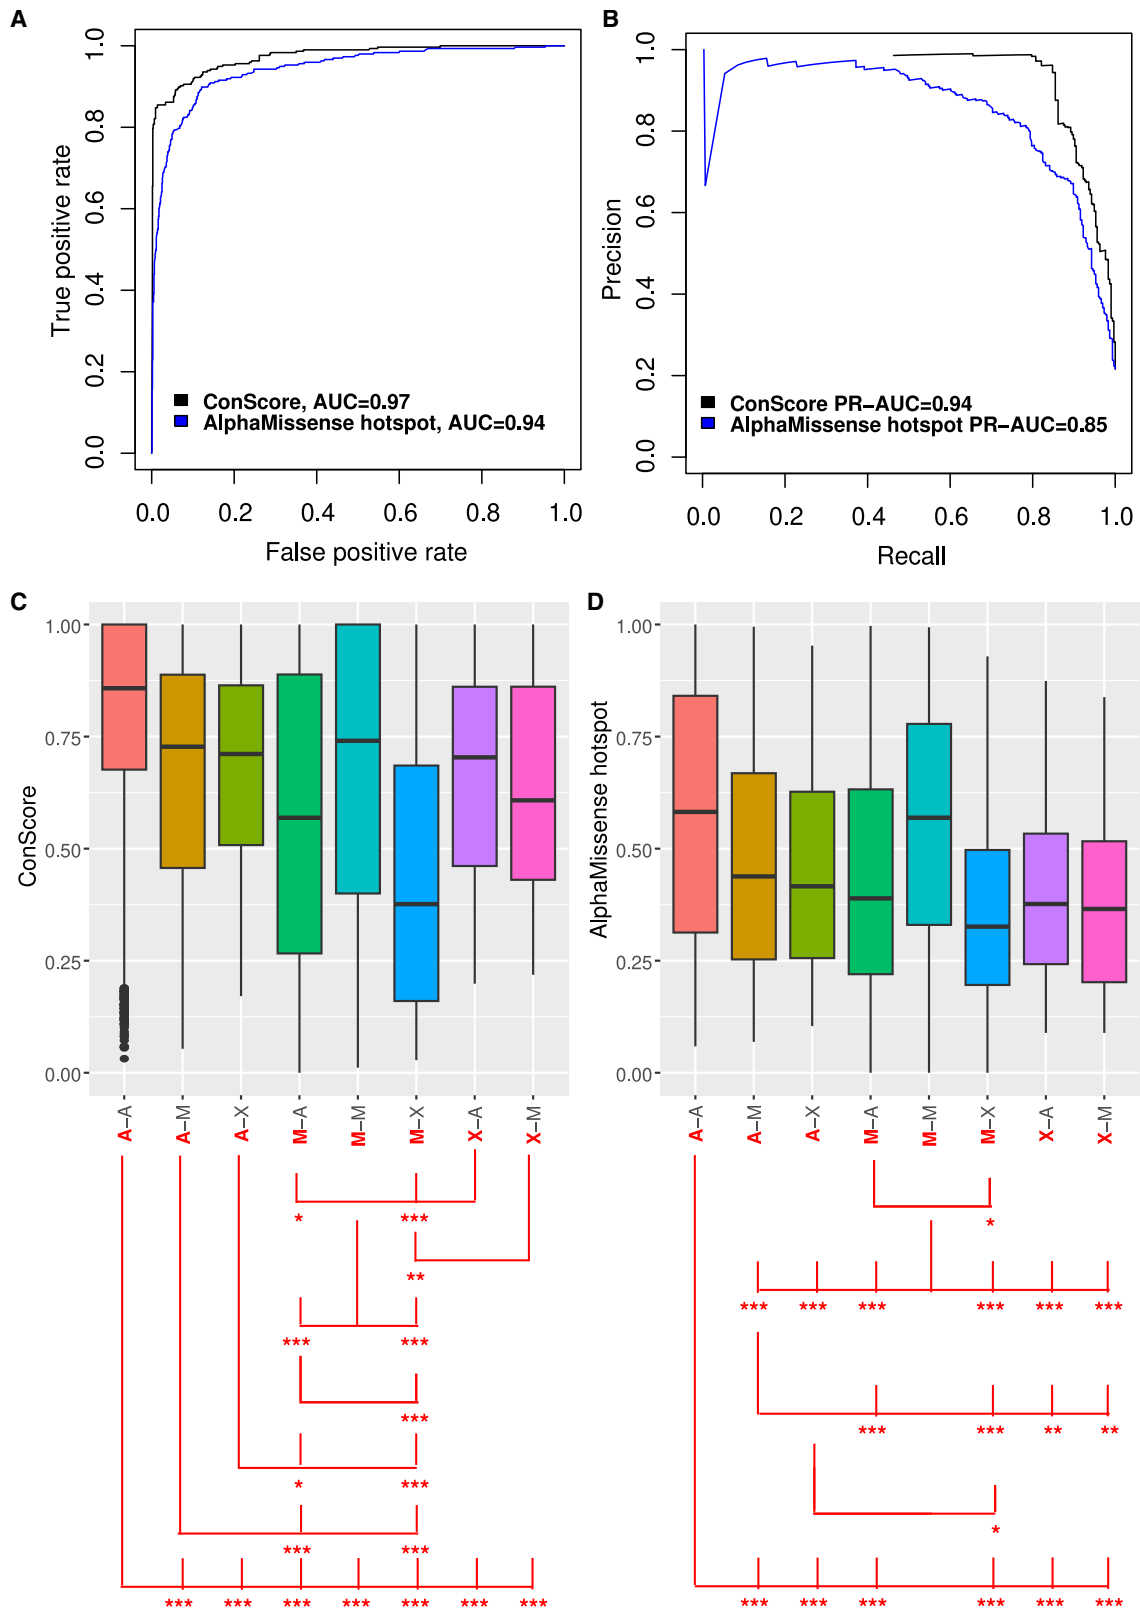 A
True positive rate
0.0 0.2 0.4 0.6 0.8 1.0
ConScore, AUC=0.97
AlphaMissense hotspot, AUC=0.94
0.0 0.2 0.4 0.6 0.8 1.0
False positive rate
B
Precision
0.0 0.2 0.4 0.6 0.8 1.0
ConScore PR−AUC=0.94
AlphaMissense hotspot PR−AUC=0.85
0.0 0.2 0.4 0.6 0.8 1.0
Recall
C
ConScore
1.00
0.75
0.50
0.25
0.00
A−A A−M A−X M−A M−M M−X X−A X−M
* ***
**
*** ***
***
* ***
*** ***
*** *** *** *** *** *** ***
D
AlphaMissense hotspot
1.00
0.75
0.50
0.25
0.00
A−A A−M A−X M−A M−M M−X X−A X−M
*
*** *** *** *** *** ***
*** *** ** **
*
*** *** *** *** *** ***